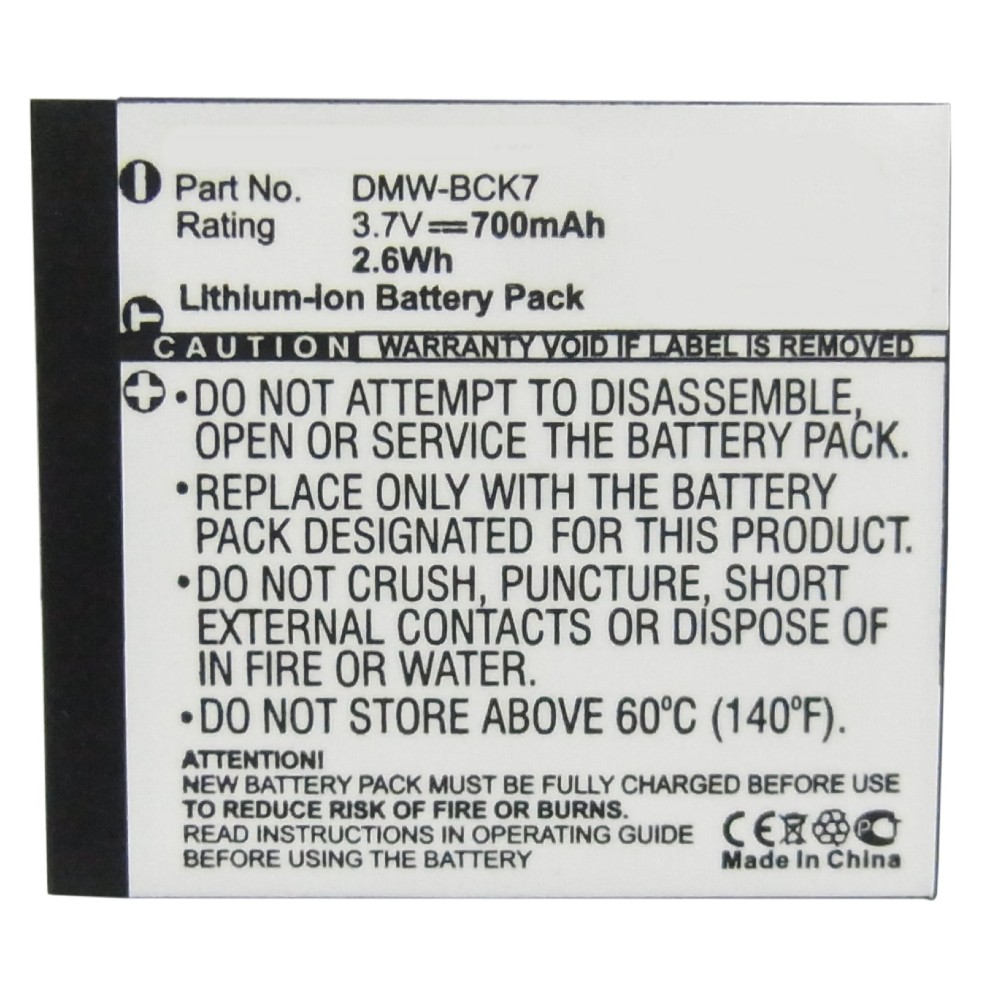 Part No. DMW-BCK7
Rating 3.7V 700mAh
2.6Wh
Lithium-ion Battery Pack
CAUTION WARRANTY VOID IF LABEL IS REMOVED
•DO NOT ATTEMPT TO DISASSEMBLE,
OPEN OR SERVICE THE BATTERY PACK.
•REPLACE ONLY WITH THE BATTERY
PACK DESIGNATED FOR THIS PRODUCT.
•DO NOT CRUSH, PUNCTURE, SHORT
EXTERNAL CONTACTS OR DISPOSE OF
IN FIRE OR WATER.
•DO NOT STORE ABOVE 60°C (140°F).
ATTENTION!
NEW BATTERY PACK MUST BE FULLY CHARGED BEFORE USE
TO REDUCE RISK OF FIRE OR BURNS.
READ INSTRUCTIONS IN OPERATING GUIDE
BEFORE USING THE BATTERY
CE
Made In China